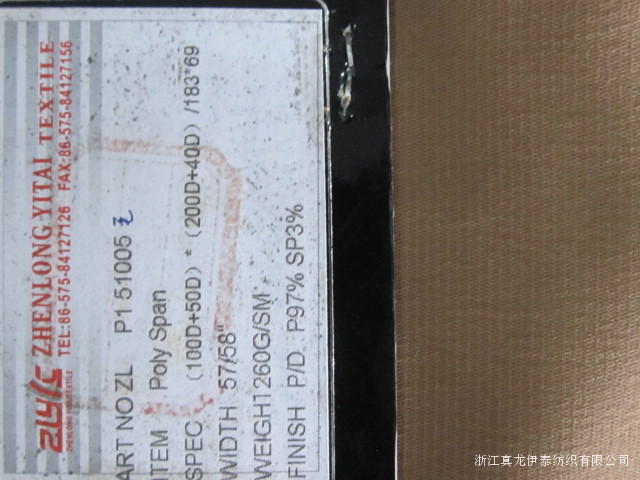 ZLYTC ZHENLONG YITAI TEXTILE
TEL:86-575-84127126 FAX:86-575-84127156
ART NO ZL P151005
ITEM Poly Span
SPEC (100D+50D)*(200D+40D)/183*69
WIDTH 57/58"
WEIGH1260G/SM
FINISH P/D P97% SP3%
浙江真龙伊泰纺织有限公司